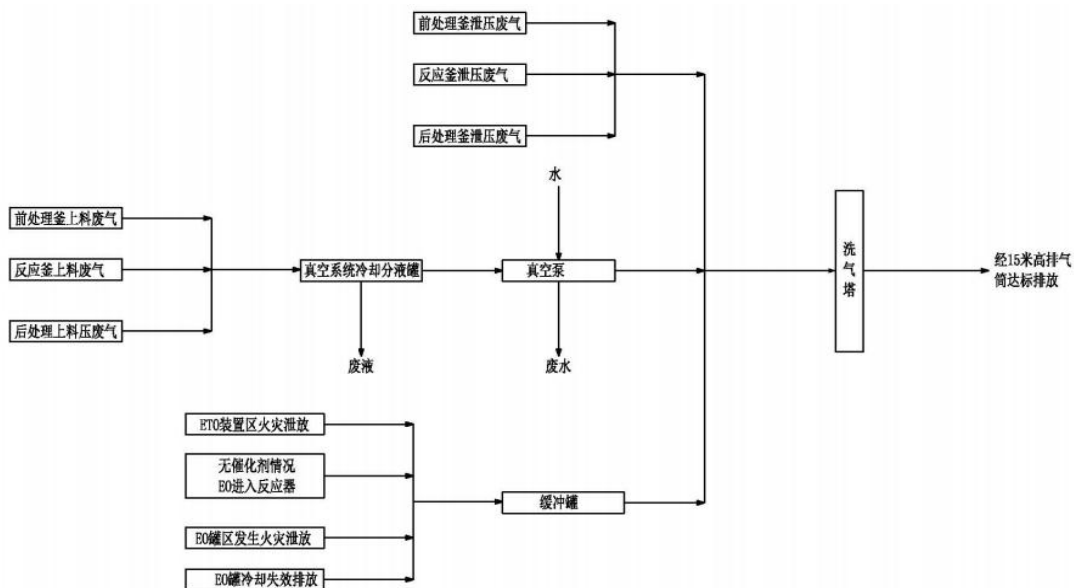 前处理釜泄压废气
反应釜泄压废气
后处理釜泄压废气
水
前处理釜上料废气
反应釜上料废气
后处理上料压废气
真空系统冷却分液罐
真空泵
洗气塔
经15米高排气
筒达标排放
废液
废水
ETO装置区火灾泄放
无催化剂情况
EO进入反应器
EO罐区发生火灾泄放
EO罐冷却失效排放
缓冲罐